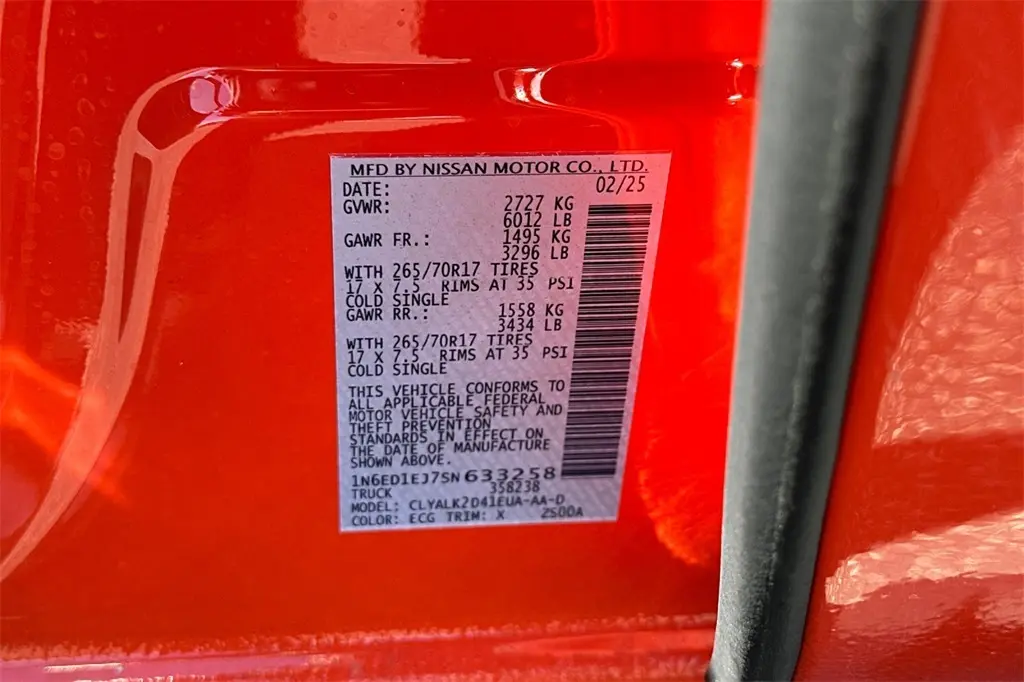 MFD BY NISSAN MOTOR CO., LTD.
DATE: 02/25
GVWR: 2727 KG
6012 LB
GAWR FR.: 1495 KG
3296 LB
WITH 265/70R17 TIRES
17 X 7.5 RIMS AT 35 PSI
COLD SINGLE
GAWR RR.: 1558 KG
3434 LB
WITH 265/70R17 TIRES
17 X 7.5 RIMS AT 35 PSI
COLD SINGLE
THIS VEHICLE CONFORMS TO
ALL APPLICABLE FEDERAL
MOTOR VEHICLE SAFETY AND
THEFT PREVENTION
STANDARDS IN EFFECT ON
THE DATE OF MANUFACTURE
SHOWN ABOVE.
1N6ED1EJ7SN633258
TRUCK 358238
MODEL: CLYALK2D41EUA-AA-D
COLOR: ECG TRIM: X 2S00A